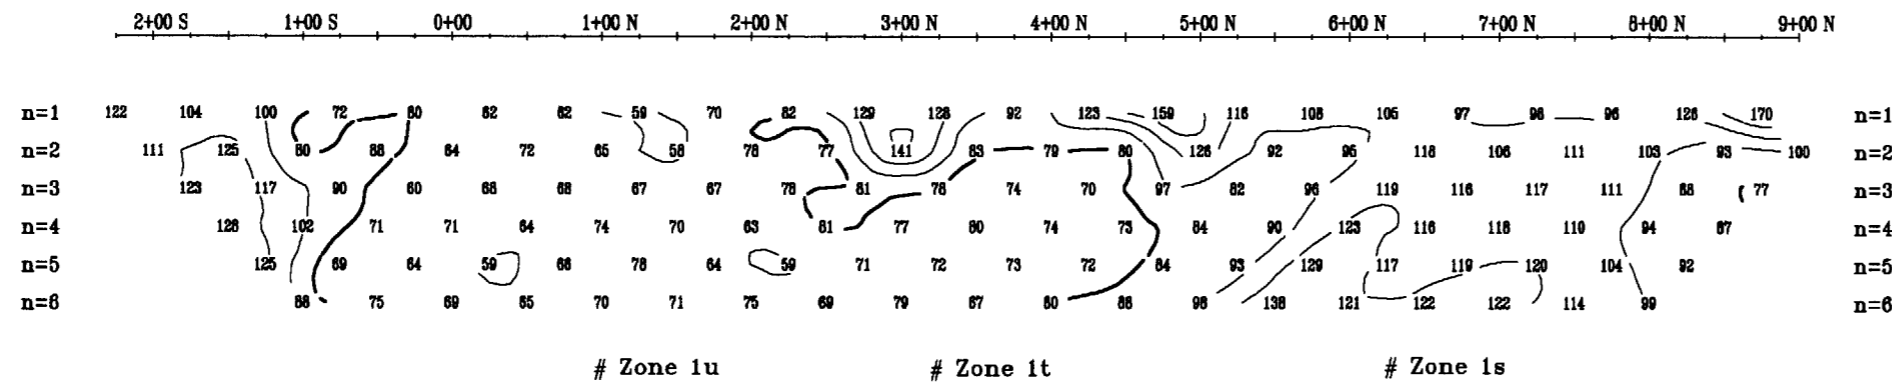 2+00 S 1+00 S 0+00 1+00 N 2+00 N 3+00 N 4+00 N 5+00 N 6+00 N 7+00 N 8+00 N 9+00 N
n=1 122 104 100 72 80 62 62 59 70 82 129 128 92 123 159 116 108 105 97 98 96 126 170 n=1
n=2 111 125 80 88 64 72 65 58 78 77 141 83 79 80 126 92 95 118 106 111 103 93 100 n=2
n=3 123 117 90 60 68 68 67 67 78 81 78 74 70 97 82 96 119 116 117 111 88 77 n=3
n=4 126 102 71 71 64 74 70 63 81 77 80 74 73 84 90 123 116 118 110 94 87 n=4
n=5 125 69 64 59 66 78 64 59 71 72 73 72 84 93 129 117 119 120 104 92 n=5
n=6 88 75 69 65 70 71 75 69 79 67 80 88 98 138 121 122 122 114 99 n=6
# Zone 1u # Zone 1t # Zone 1s